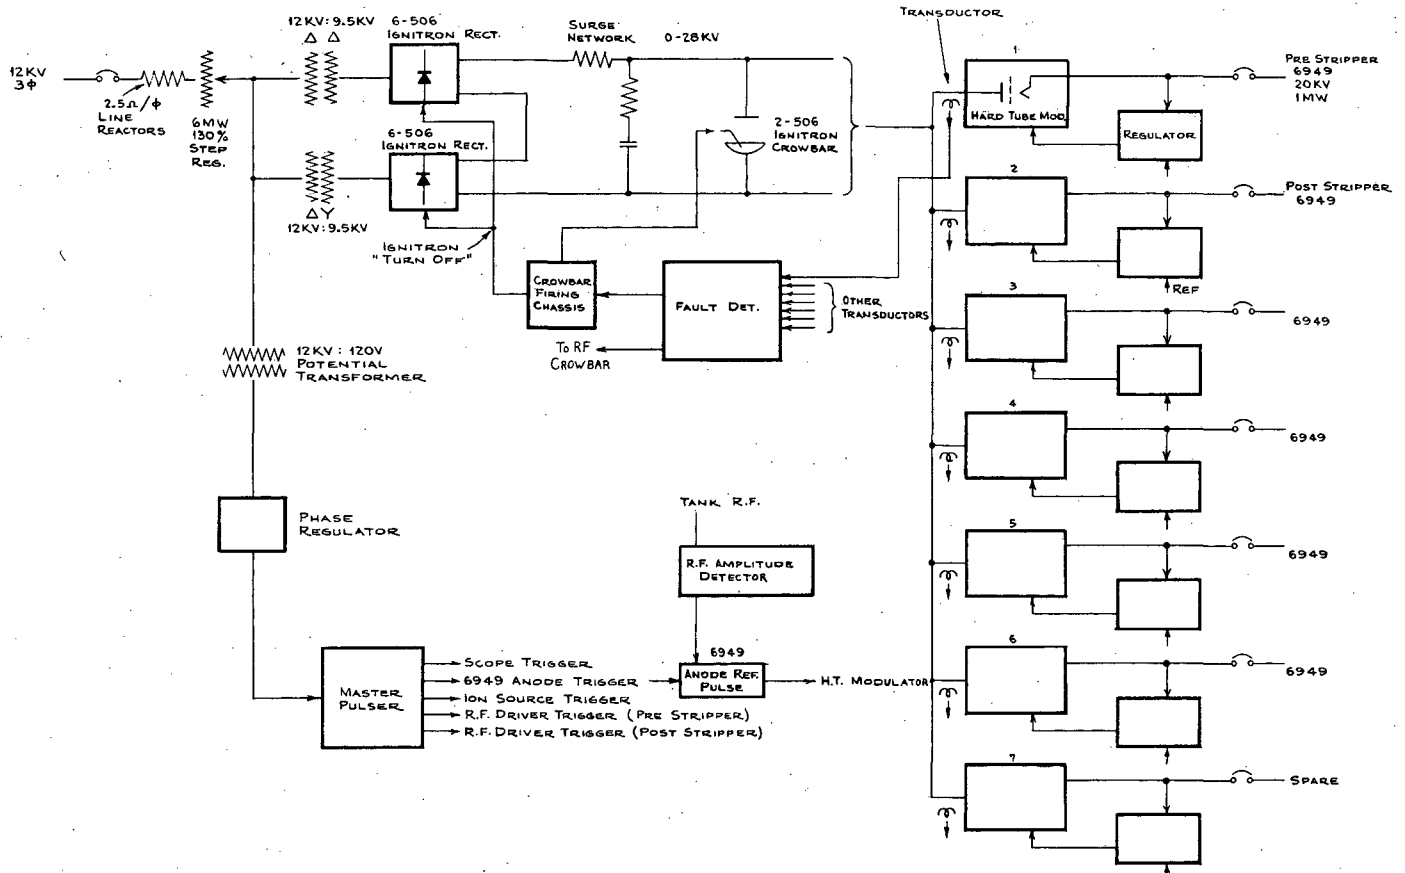 12KV
3ϕ
2.5Ω/ϕ
LINE
REACTORS
6MW
130%
STEP
REG.
12KV:9.5KV
Δ Δ
6-506
IGNITRON RECT.
6-506
IGNITRON RECT.
ΔY
12KV:9.5KV
IGNITRON
"TURN OFF"
SURGE
NETWORK
0-28KV
2-506
IGNITRON
CROWBAR
CROWBAR
FIRING
CHASSIS
FAULT DET.
OTHER
TRANSDUCTORS
TO RF
CROWBAR
12KV : 120V
POTENTIAL
TRANSFORMER
PHASE
REGULATOR
MASTER
PULSER
SCOPE TRIGGER
6949 ANODE TRIGGER
ION SOURCE TRIGGER
R.F. DRIVER TRIGGER (PRE STRIPPER)
R.F. DRIVER TRIGGER (POST STRIPPER)
TANK R.F.
R.F. AMPLITUDE
DETECTOR
6949
ANODE REF.
PULSE
H.T. MODULATOR
TRANSDUCTOR
1
HARD TUBE MOD.
REGULATOR
PRE STRIPPER
6949
20KV
1MW
2
POST STRIPPER
6949
REF
3
6949
4
6949
5
6949
6
6949
7
SPARE